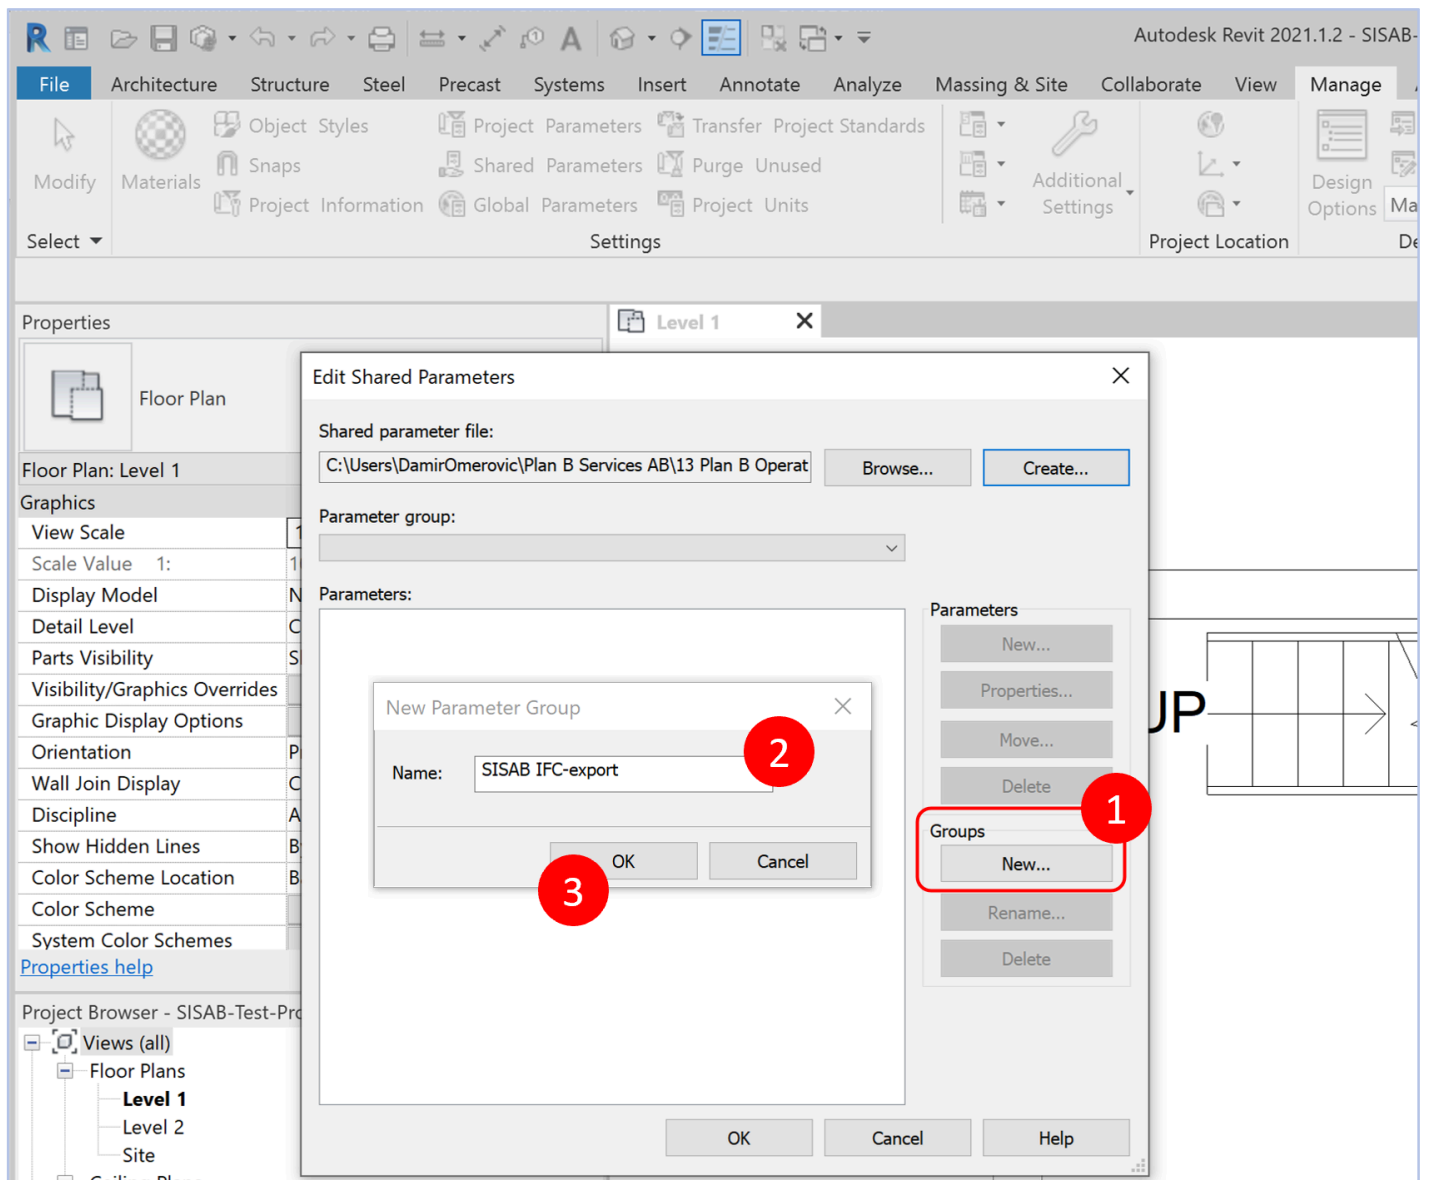 Autodesk Revit 2021.1.2 - SISAB-
File Architecture Structure Steel Precast Systems Insert Annotate Analyze Massing & Site Collaborate View Manage
Modify
Materials
Object Styles
Snaps
Project Information
Project Parameters
Shared Parameters
Global Parameters
Transfer Project Standards
Purge Unused
Project Units
Additional
Settings
Design
Options
Ma
Select
Settings
Project Location
De
Properties
Level 1
Floor Plan
Floor Plan: Level 1
Graphics
View Scale
Scale Value 1:
Display Model
Detail Level
Parts Visibility
Visibility/Graphics Overrides
Graphic Display Options
Orientation
Wall Join Display
Discipline
Show Hidden Lines
Color Scheme Location
Color Scheme
System Color Schemes
Properties help
Project Browser - SISAB-Test-Pro
Views (all)
Floor Plans
Level 1
Level 2
Site
Edit Shared Parameters
Shared parameter file:
C:\Users\DamirOmerovic\Plan B Services AB\13 Plan B Operat
Browse...
Create...
Parameter group:
Parameters:
Parameters
New...
Properties...
Move...
Delete
1
Groups
New...
Rename...
Delete
New Parameter Group
2
Name:
SISAB IFC-export
OK
Cancel
3
OK
Cancel
Help
UP